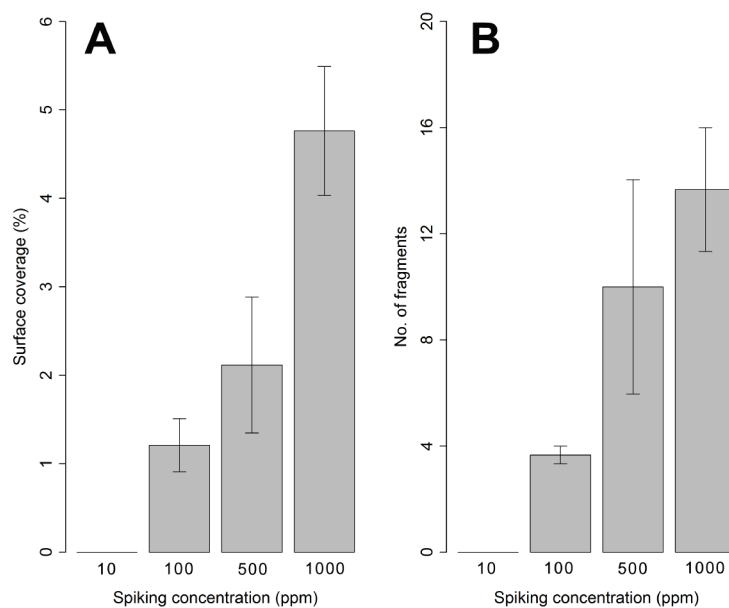 A
Surface coverage (%)
0 1 2 3 4 5 6
10 100 500 1000
Spiking concentration (ppm)
B
No. of fragments
0 4 8 12 16 20
10 100 500 1000
Spiking concentration (ppm)